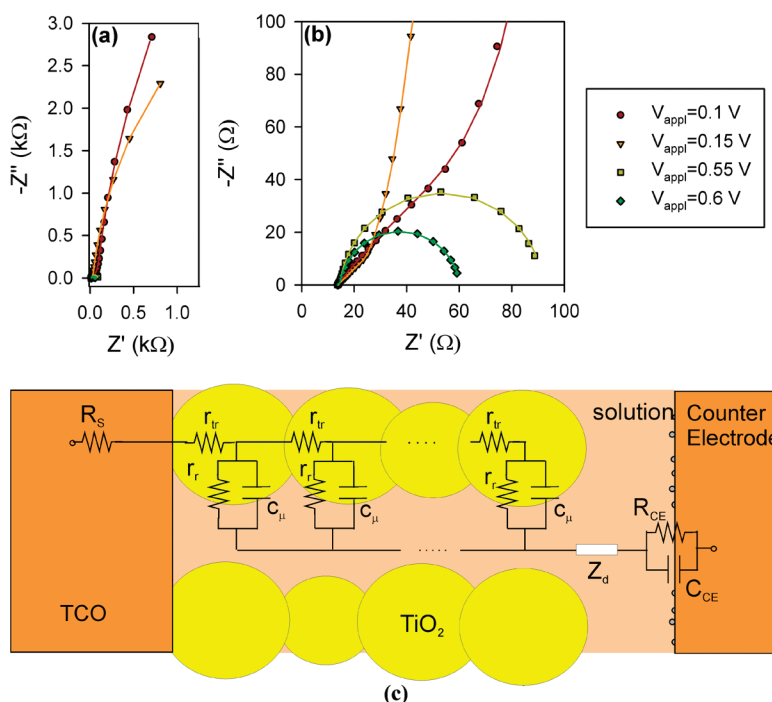 (a)
3.0
2.5
2.0
1.5
1.0
0.5
0.0
-Z'' (kΩ)
0.0 0.5 1.0
Z' (kΩ)
(b)
100
80
60
40
20
0
-Z'' (Ω)
0 20 40 60 80 100
Z' (Ω)
V_appl=0.1 V
V_appl=0.15 V
V_appl=0.55 V
V_appl=0.6 V
R_S
r_tr
r_tr
....
r_tr
solution
Counter
Electrode
r_r
c_μ
r_r
c_μ
r_r
c_μ
R_CE
.....
Z_d
C_CE
TCO
TiO₂
(c)